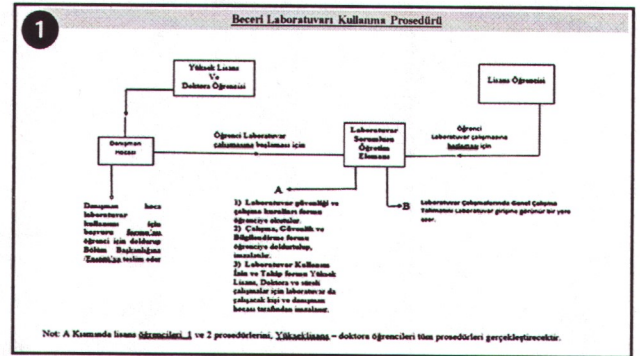 1
Beceri Laboratuvarı Kullanma Prosedürü
Yüksek Lisans
Ve
Doktora Öğrencisi
Lisans Öğrencisi
Danışman
Hocası
Öğrenci Laboratuvar
çalışmasına başlaması için
Laboratuvar
Sorumlusu
Öğretim
Elemanı
Öğrenci
Laboratuvar çalışmasına
başlaması için
Danışman hoca
laboratuvar
kullanımı için
başvuru formu'nu
öğrenci için doldurup
Bölüm Başkanlığına
/Enstitü'ye teslim eder
A
1) Laboratuvar güvenliği ve
çalışma kuralları formu
öğrenciye okutulur.
2) Çalışma, Güvenlik ve
Bilgilendirme formu
öğrenciye doldurtulup,
imzalatılır.
3) Laboratuvar Kullanım
İzin ve Takip formu Yüksek
Lisans, Doktora ve süreli
çalışmalar için laboratuvar da
çalışacak kişi ve danışman
hocası tarafından imzalanır.
B
Laboratuvar Çalışmalarında Genel Çalışma
Talimatını Laboratuvar girişine görünür bir yere
asar.
Not: A Kısmında lisans öğrencileri 1 ve 2 prosedürlerini, Yükseklisans – doktora öğrencileri tüm prosedürleri gerçekleştirecektir.